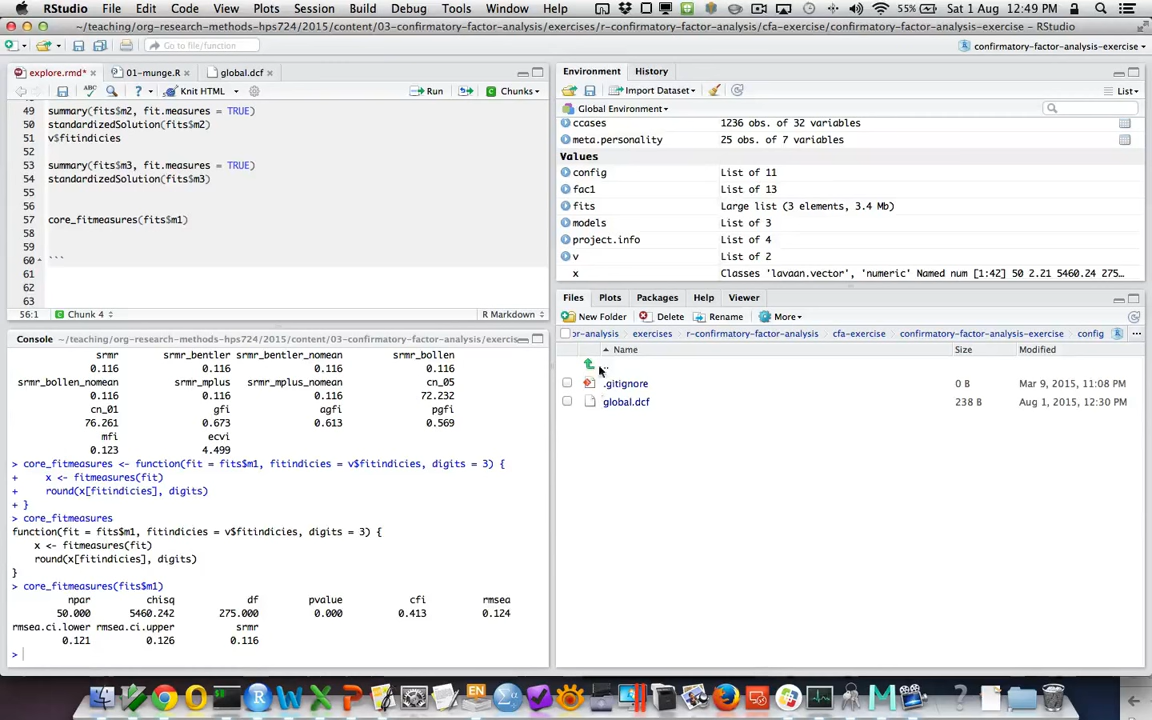 RStudio File Edit Code View Plots Session Build Debug Tools Window Help 55% Sat 1 Aug 12:49 PM
~/teaching/org-research-methods-hps724/content/03-confirmatory-factor-analysis/exercises/r-confirmatory-factor-analysis/cfa-exercise/confirmatory-factor-analysis-exercise - RStudio
Go to file/function confirmatory-factor-analysis-exercise
explore.rmd* 01-munge.R global.dcf
ABC ? Knit HTML Run Chunks
49 summary(fits$m2, fit.measures = TRUE)
50 standardizedSolution(fits$m2)
51 v$fitindicies
52
53 summary(fits$m3, fit.measures = TRUE)
54 standardizedSolution(fits$m3)
55
56
57 core_fitmeasures(fits$m1)
58
59
60 ```
61
62
63
56:1 Chunk 4 R Markdown
Console ~/teaching/org-research-methods-hps724/content/03-confirmatory-factor-analysis/exercis
srmr srmr_bentler srmr_bentler_nomean srmr_bollen
0.116 0.116 0.116 0.116
srmr_bollen_nomean srmr_mplus srmr_mplus_nomean cn_05
0.116 0.116 0.116 72.232
cn_01 gfi agfi pgfi
76.261 0.673 0.613 0.569
mfi ecvi
0.123 4.499
> core_fitmeasures <- function(fit = fits$m1, fitindicies = v$fitindicies, digits = 3) {
+ x <- fitmeasures(fit)
+ round(x[fitindicies], digits)
+ }
> core_fitmeasures
function(fit = fits$m1, fitindicies = v$fitindicies, digits = 3) {
x <- fitmeasures(fit)
round(x[fitindicies], digits)
}
> core_fitmeasures(fits$m1)
npar chisq df pvalue cfi rmsea
50.000 5460.242 275.000 0.000 0.413 0.124
rmsea.ci.lower rmsea.ci.upper srmr
0.121 0.126 0.116
>
Environment History
Import Dataset List
Global Environment
ccases 1236 obs. of 32 variables
meta.personality 25 obs. of 7 variables
Values
config List of 11
fac1 List of 13
fits Large list (3 elements, 3.4 Mb)
models List of 3
project.info List of 4
v List of 2
x Classes 'lavaan.vector', 'numeric' Named num [1:42] 50 2.21 5460.24 275…
Files Plots Packages Help Viewer
New Folder Delete Rename More
or-analysis exercises r-confirmatory-factor-analysis cfa-exercise confirmatory-factor-analysis-exercise config ...
Name Size Modified
..
.gitignore 0 B Mar 9, 2015, 11:08 PM
global.dcf 238 B Aug 1, 2015, 12:30 PM